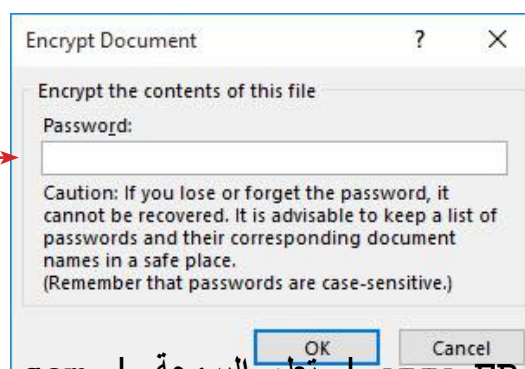 Encrypt Document
Encrypt the contents of this file
Password:
Caution: If you lose or forget the password, it
cannot be recovered. It is advisable to keep a list of
passwords and their corresponding document
names in a safe place.
(Remember that passwords are case-sensitive.)
OK Cancel